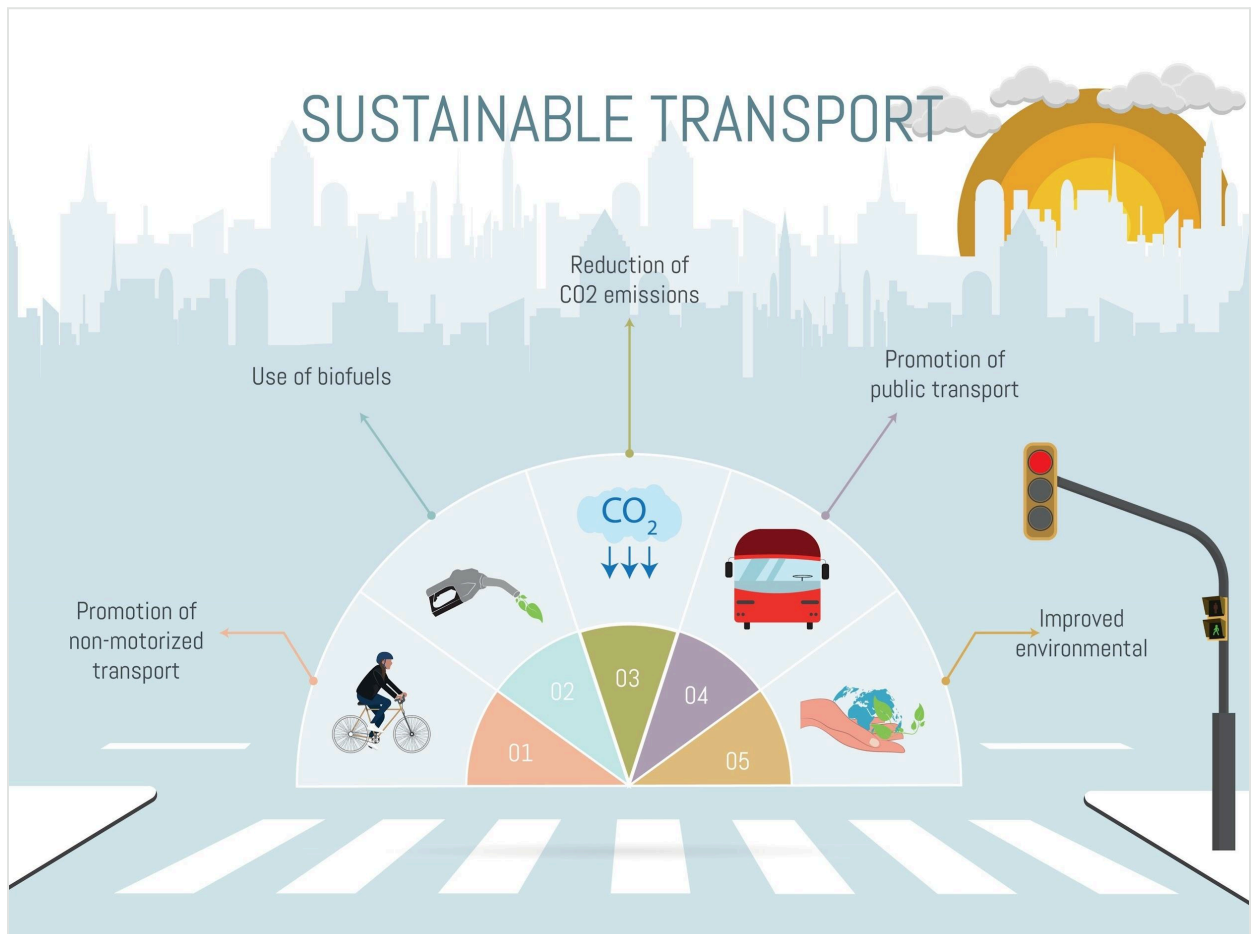 SUSTAINABLE TRANSPORT
Reduction of
CO2 emissions
Use of biofuels
Promotion of
public transport
Promotion of
non-motorized
transport
Improved
environmental
CO2
01
02
03
04
05